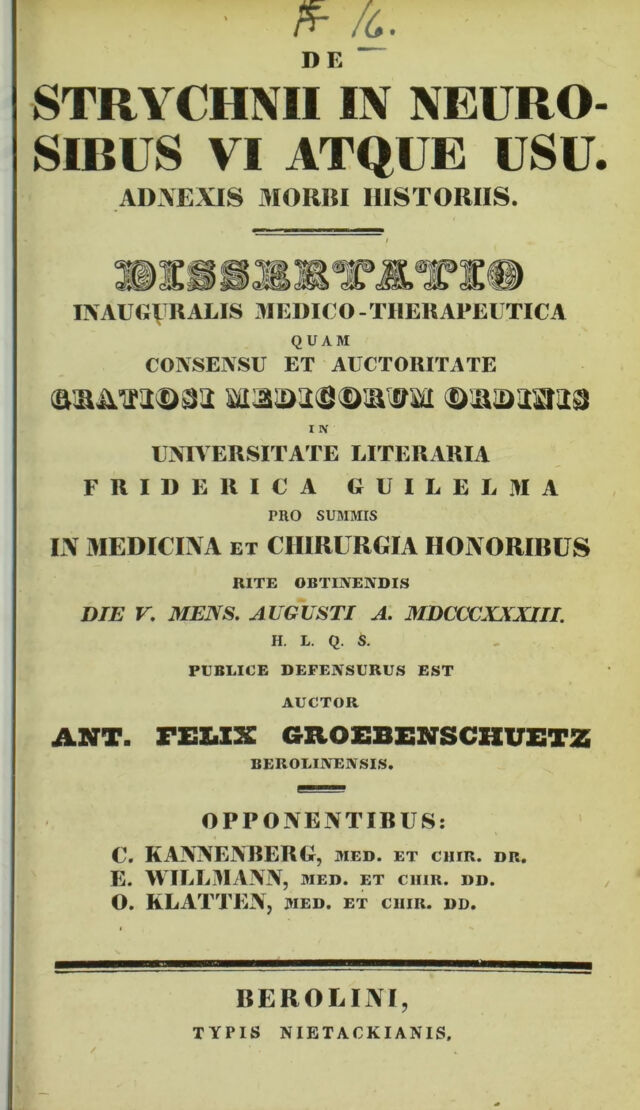 16.
DE
STRYCHNII IN NEURO-
SIBUS VI ATQUE USU.
ADNEXIS MORBI HISTORIIS.
DISSERTATIO
INAUGURALIS MEDICO-THERAPEUTICA
QUAM
CONSENSU ET AUCTORITATE
GRATIOSI MEDICORUM ORDINIS
IN
UNIVERSITATE LITERARIA
FRIDERICA GUILELMA
PRO SUMMIS
IN MEDICINA ET CHIRURGIA HONORIBUS
RITE OBTINENDIS
DIE V. MENS. AUGUSTI A. MDCCCXXXIII.
H. L. Q. S.
PUBLICE DEFENSURUS EST
AUCTOR
ANT. FELIX GROEBENSCHUETZ
BEROLINENSIS.
OPPONENTIBUS:
C. KANNENBERG, MED. ET CHIR. DR.
E. WILLMANN, MED. ET CHIR. DD.
O. KLATTEN, MED. ET CHIR. DD.
BEROLINI,
TYPIS NIETACKIANIS.